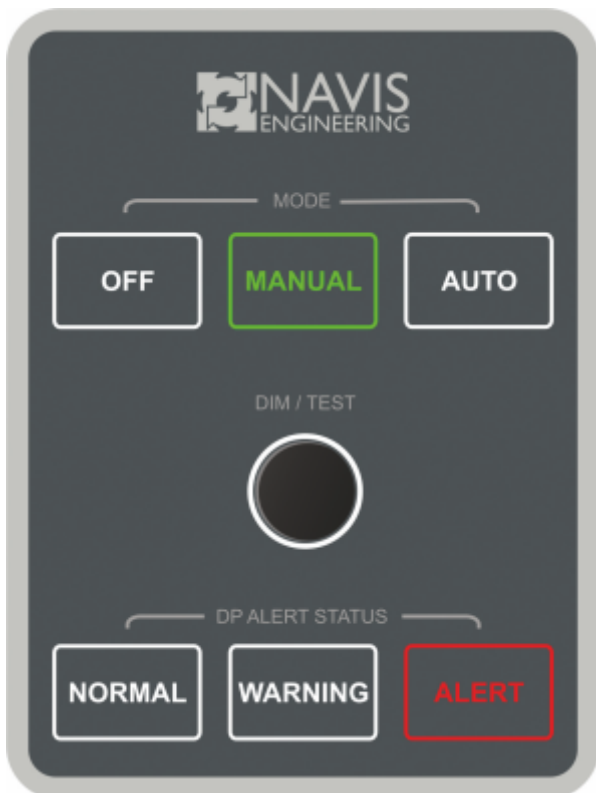 NAVIS
ENGINEERING
MODE
OFF MANUAL AUTO
DIM / TEST
DP ALERT STATUS
NORMAL WARNING ALERT